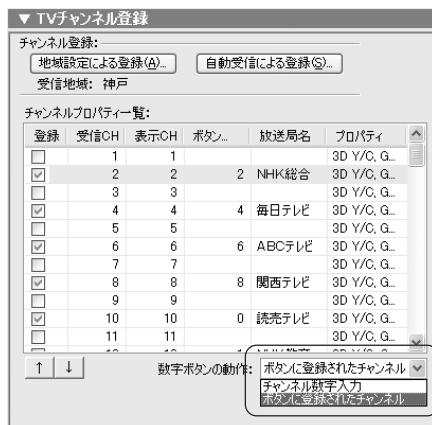 ▼ TVチャンネル登録
チャンネル登録:
地域設定による登録(A)... 自動受信による登録(S)...
受信地域: 神戸
チャンネルプロパティ一覧:
登録 受信CH 表示CH ボタン... 放送局名 プロパティ
1 1 3D Y/C, G...
2 2 2 NHK総合 3D Y/C, G...
3 3 3D Y/C, G...
4 4 4 毎日テレビ 3D Y/C, G...
5 5 3D Y/C, G...
6 6 6 ABCテレビ 3D Y/C, G...
7 7 3D Y/C, G...
8 8 8 関西テレビ 3D Y/C, G...
9 9 3D Y/C, G...
10 10 0 読売テレビ 3D Y/C, G...
11 11 3D Y/C, G...
↑ ↓ 数字ボタンの動作: ボタンに登録されたチャンネル
チャンネル数字入力
ボタンに登録されたチャンネル